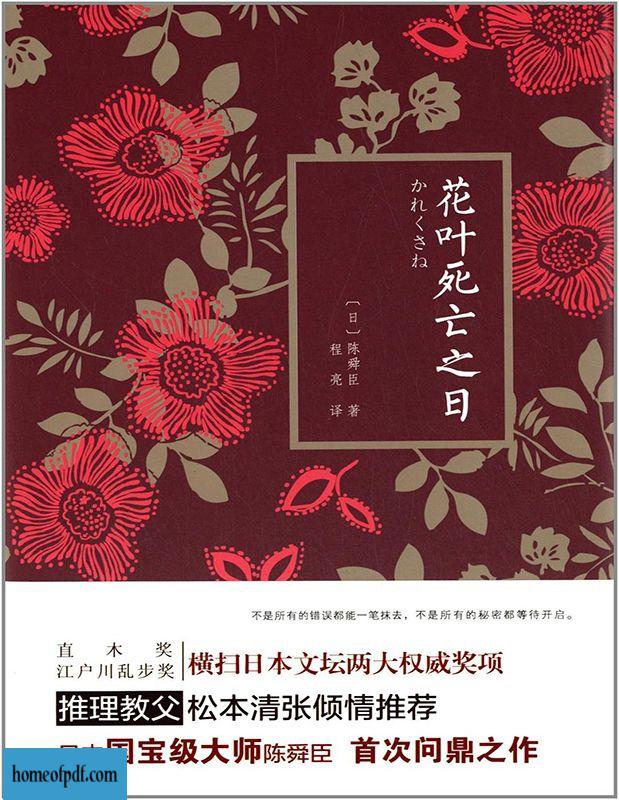 花叶死亡之日
かれくさね
〔日〕陈舜臣 著
程亮 译
不是所有的错误都能一笔抹去，不是所有的秘密都等待开启。
直木奖
江户川乱步奖
横扫日本文坛两大权威奖项
推理教父 松本清张倾情推荐
国宝级大师陈舜臣 首次问鼎之作
homeofpdf.com